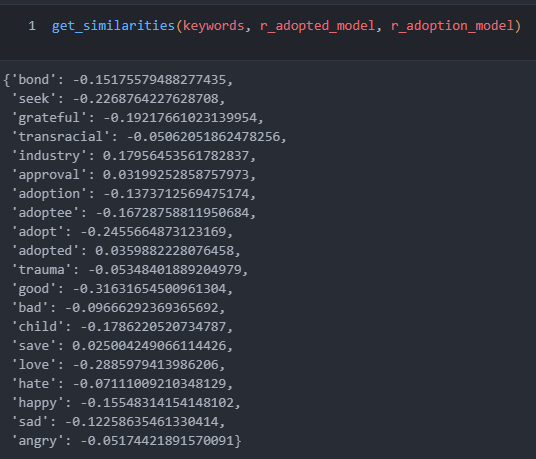 1 get_similarities(keywords, r_adopted_model, r_adoption_model)
{'bond': -0.15175579488277435,
'seek': -0.2268764227628708,
'grateful': -0.19217661023139954,
'transracial': -0.05062051862478256,
'industry': 0.17956453561782837,
'approval': 0.03199252858757973,
'adoption': -0.1373712569475174,
'adoptee': -0.16728758811950684,
'adopt': -0.2455664873123169,
'adopted': 0.0359882228076458,
'trauma': -0.05348401889204979,
'good': -0.31631654500961304,
'bad': -0.09666292369365692,
'child': -0.1786220520734787,
'save': 0.025004249066114426,
'love': -0.2885979413986206,
'hate': -0.07111009210348129,
'happy': -0.15548314154148102,
'sad': -0.12258635461330414,
'angry': -0.05174421891570091}